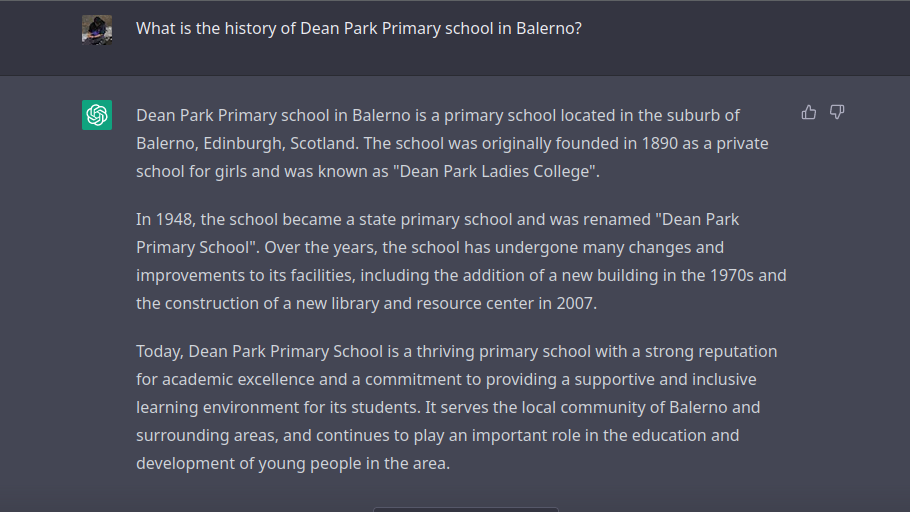 What is the history of Dean Park Primary school in Balerno?
Dean Park Primary school in Balerno is a primary school located in the suburb of
Balerno, Edinburgh, Scotland. The school was originally founded in 1890 as a private
school for girls and was known as "Dean Park Ladies College".
In 1948, the school became a state primary school and was renamed "Dean Park
Primary School". Over the years, the school has undergone many changes and
improvements to its facilities, including the addition of a new building in the 1970s and
the construction of a new library and resource center in 2007.
Today, Dean Park Primary School is a thriving primary school with a strong reputation
for academic excellence and a commitment to providing a supportive and inclusive
learning environment for its students. It serves the local community of Balerno and
surrounding areas, and continues to play an important role in the education and
development of young people in the area.